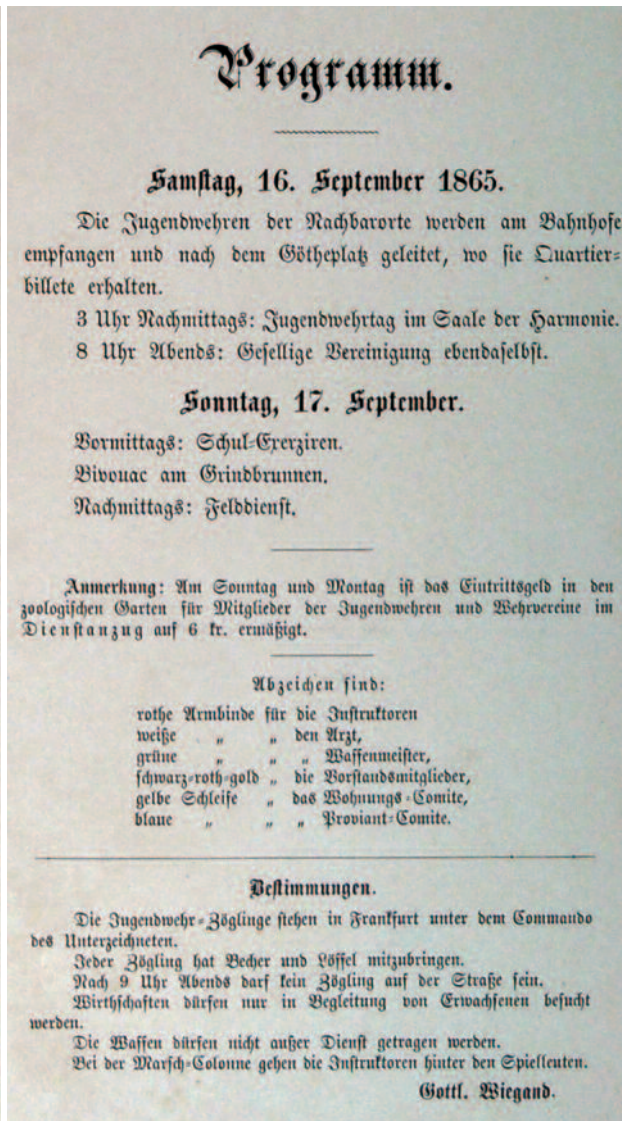 Programm.
Samstag, 16. September 1865.
Die Jugendwehren der Nachbarorte werden am Bahnhofe
empfangen und nach dem Götheplatz geleitet, wo sie Quartier-
billete erhalten.
3 Uhr Nachmittags: Jugendwehrtag im Saale der Harmonie.
8 Uhr Abends: Gesellige Vereinigung ebendaselbst.
Sonntag, 17. September.
Vormittags: Schul-Exerziren.
Bivouac am Grindbrunnen.
Nachmittags: Felddienst.
Anmerkung: Am Sonntag und Montag ist das Eintrittsgeld in den
zoologischen Garten für Mitglieder der Jugendwehren und Wehrvereine im
Dienstanzug auf 6 kr. ermäßigt.
Abzeichen sind:
rothe Armbinde für die Instruktoren
weiße „ „ den Arzt,
grüne „ „ „ Waffenmeister,
schwarz-roth-gold „ die Vorstandsmitglieder,
gelbe Schleife „ das Wohnungs-Comite,
blaue „ „ „ Proviant-Comite.
Bestimmungen.
Die Jugendwehr-Zöglinge stehen in Frankfurt unter dem Commando
des Unterzeichneten.
Jeder Zögling hat Becher und Löffel mitzubringen.
Nach 9 Uhr Abends darf kein Zögling auf der Straße sein.
Wirthschaften dürfen nur in Begleitung von Erwachsenen besucht
werden.
Die Waffen dürfen nicht außer Dienst getragen werden.
Bei der Marsch-Colonne gehen die Instruktoren hinter den Spielleuten.
Gottl. Wiegand.